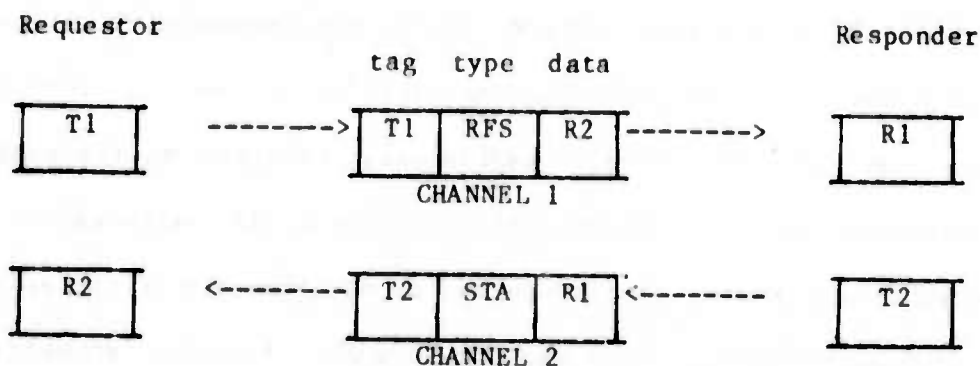 Requestor Responder
tag type data
T1 -------> T1 RFS R2 -------> R1
CHANNEL 1
R2 <------- T2 STA R1 <------- T2
CHANNEL 2